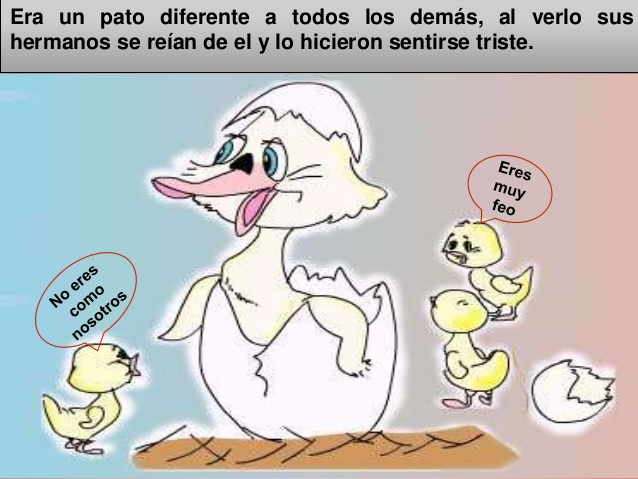 Era un pato diferente a todos los demás, al verlo sus
hermanos se reían de el y lo hicieron sentirse triste.
Eres
muy
feo
No eres
como
nosotros